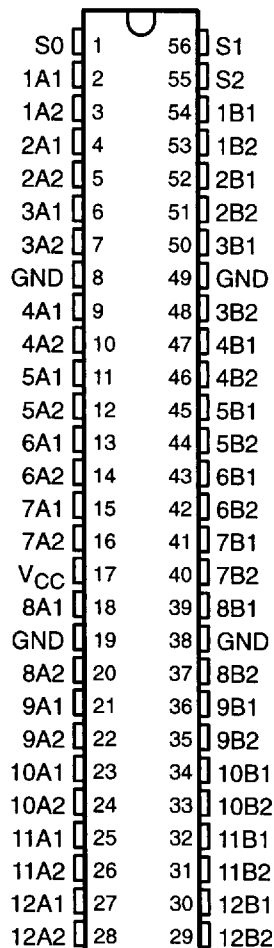 S0 1 56 S1
1A1 2 55 S2
1A2 3 54 1B1
2A1 4 53 1B2
2A2 5 52 2B1
3A1 6 51 2B2
3A2 7 50 3B1
GND 8 49 GND
4A1 9 48 3B2
4A2 10 47 4B1
5A1 11 46 4B2
5A2 12 45 5B1
6A1 13 44 5B2
6A2 14 43 6B1
7A1 15 42 6B2
7A2 16 41 7B1
VCC 17 40 7B2
8A1 18 39 8B1
GND 19 38 GND
8A2 20 37 8B2
9A1 21 36 9B1
9A2 22 35 9B2
10A1 23 34 10B1
10A2 24 33 10B2
11A1 25 32 11B1
11A2 26 31 11B2
12A1 27 30 12B1
12A2 28 29 12B2